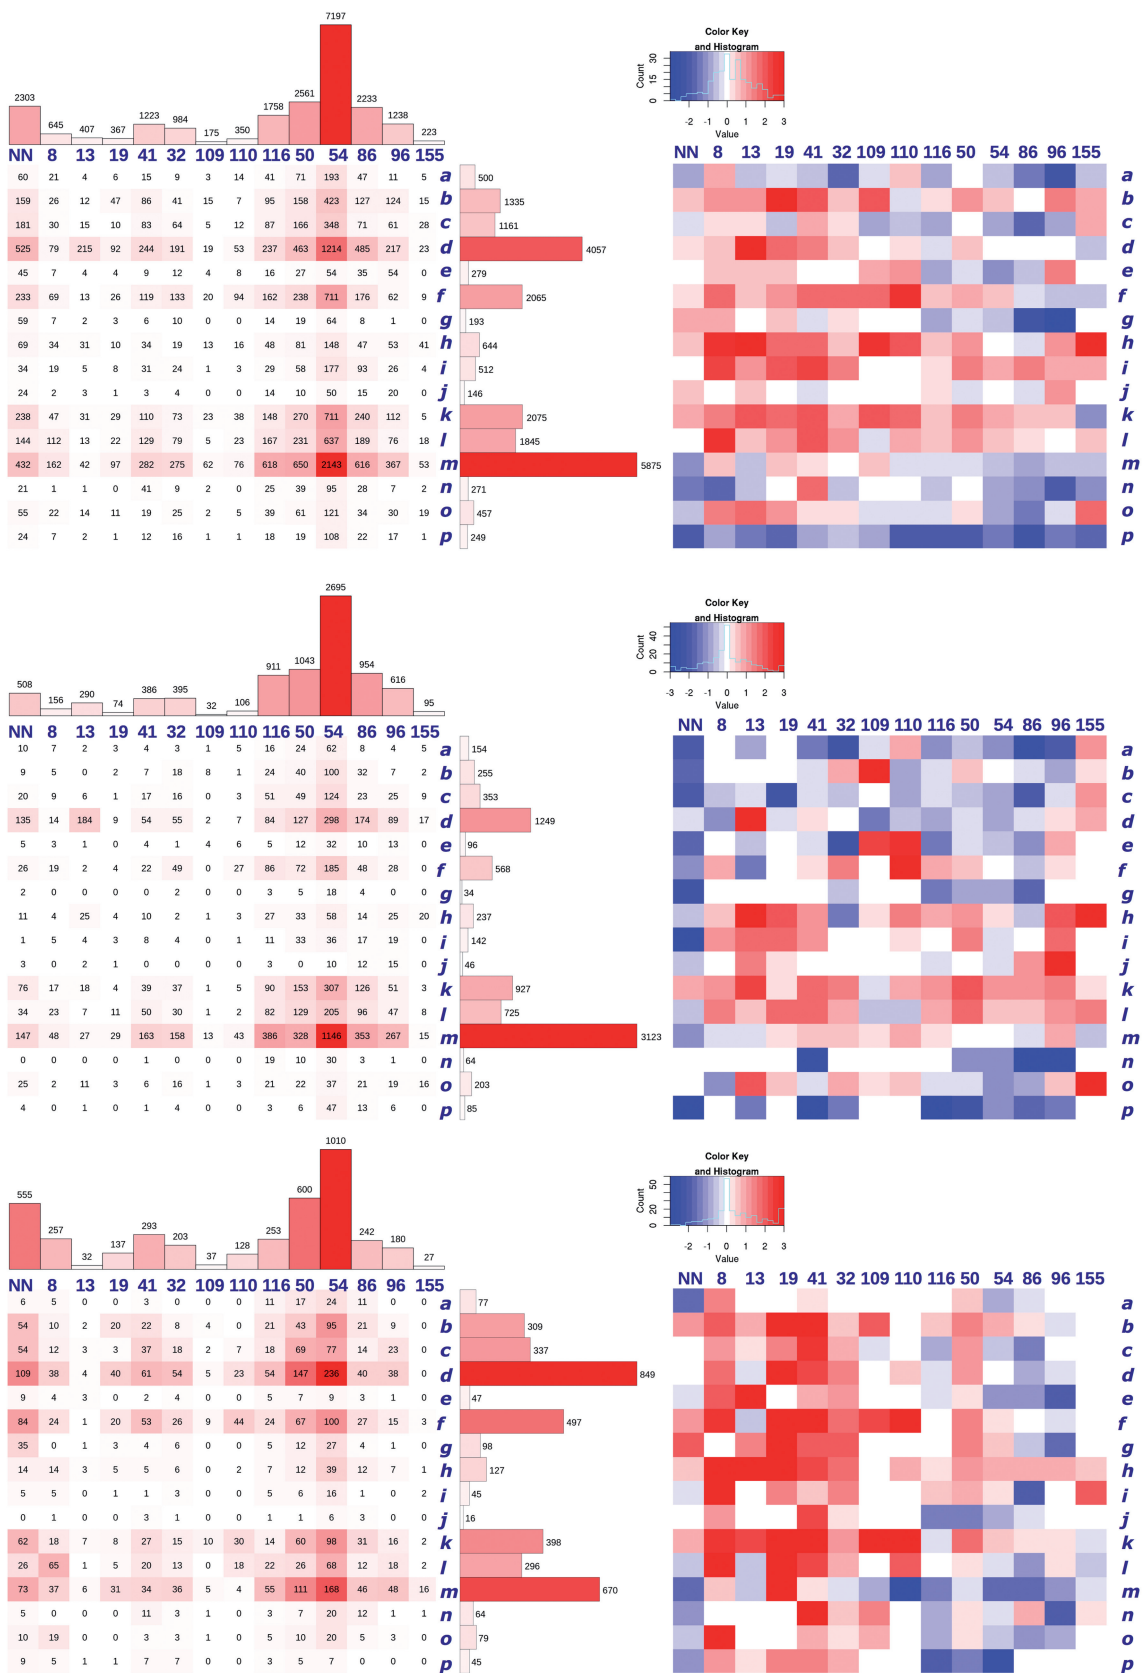 7197
2303 645 407 367 1223 984 175 350 1758 2561 2233 1238 223
NN 8 13 19 41 32 109 110 116 50 54 86 96 155
60 21 4 6 15 9 3 14 41 71 193 47 11 5 a 500
159 26 12 47 86 41 15 7 95 158 423 127 124 15 b 1335
181 30 15 10 83 64 5 12 87 166 348 71 61 28 c 1161
525 79 215 92 244 191 19 53 237 463 1214 485 217 23 d 4057
45 7 4 4 9 12 4 8 16 27 54 35 54 0 e 279
233 69 13 26 119 133 20 94 162 238 711 176 62 9 f 2065
59 7 2 3 6 10 0 0 14 19 64 8 1 0 g 193
69 34 31 10 34 19 13 16 48 81 148 47 53 41 h 644
34 19 5 8 31 24 1 3 29 58 177 93 26 4 i 512
24 2 3 1 3 4 0 0 14 10 50 15 20 0 j 146
238 47 31 29 110 73 23 38 148 270 711 240 112 5 k 2075
144 112 13 22 129 79 5 23 167 231 637 189 76 18 l 1845
432 162 42 97 282 275 62 76 618 650 2143 616 367 53 m 5875
21 1 1 0 41 9 2 0 25 39 95 28 7 2 n 271
55 22 14 11 19 25 2 5 39 61 121 34 30 19 o 457
24 7 2 1 12 16 1 1 18 19 108 22 17 1 p 249
Color Key
and Histogram
Count
0 15 30
-2 -1 0 1 2 3
Value
NN 8 13 19 41 32 109 110 116 50 54 86 96 155
a
b
c
d
e
f
g
h
i
j
k
l
m
n
o
p
2695
508 156 290 74 386 395 32 106 911 1043 954 616 95
NN 8 13 19 41 32 109 110 116 50 54 86 96 155
10 7 2 3 4 3 1 5 16 24 62 8 4 5 a 154
9 5 0 2 7 18 8 1 24 40 100 32 7 2 b 255
20 9 6 1 17 16 0 3 51 49 124 23 25 9 c 353
135 14 184 9 54 55 2 7 84 127 298 174 89 17 d 1249
5 3 1 0 4 1 4 6 5 12 32 10 13 0 e 96
26 19 2 4 22 49 0 27 86 72 185 48 28 0 f 568
2 0 0 0 0 2 0 0 3 5 18 4 0 0 g 34
11 4 25 4 10 2 1 3 27 33 58 14 25 20 h 237
1 5 4 3 8 4 0 1 11 33 36 17 19 0 i 142
3 0 2 1 0 0 0 0 3 0 10 12 15 0 j 46
76 17 18 4 39 37 1 5 90 153 307 126 51 3 k 927
34 23 7 11 50 30 1 2 82 129 205 96 47 8 l 725
147 48 27 29 163 158 13 43 386 328 1146 353 267 15 m 3123
0 0 0 0 1 0 0 0 19 10 30 3 1 0 n 64
25 2 11 3 6 16 1 3 21 22 37 21 19 16 o 203
4 0 1 0 1 4 0 0 3 6 47 13 6 0 p 85
Color Key
and Histogram
Count
0 20 40
-3 -2 -1 0 1 2 3
Value
NN 8 13 19 41 32 109 110 116 50 54 86 96 155
a
b
c
d
e
f
g
h
i
j
k
l
m
n
o
p
1010
555 257 32 137 293 203 37 128 253 600 242 180 27
NN 8 13 19 41 32 109 110 116 50 54 86 96 155
6 5 0 0 3 0 0 0 11 17 24 11 0 0 a 77
54 10 2 20 22 8 4 0 21 43 95 21 9 0 b 309
54 12 3 3 37 18 2 7 18 69 77 14 23 0 c 337
109 38 4 40 61 54 5 23 54 147 236 40 38 0 d 849
9 4 3 0 2 4 0 0 5 7 9 3 1 0 e 47
84 24 1 20 53 26 9 44 24 67 100 27 15 3 f 497
35 0 1 3 4 6 0 0 5 12 27 4 1 0 g 98
14 14 3 5 5 6 0 2 7 12 39 12 7 1 h 127
5 5 0 1 1 3 0 0 5 6 16 1 0 2 i 45
0 1 0 0 3 1 0 0 1 1 6 3 0 0 j 16
62 18 7 8 27 15 10 30 14 60 98 31 16 2 k 398
26 65 1 5 20 13 0 18 22 26 68 12 18 2 l 296
73 37 6 31 34 36 5 4 55 111 168 46 48 16 m 670
5 0 0 0 11 3 1 0 3 7 20 12 1 1 n 64
10 19 0 0 3 3 1 0 5 10 20 5 3 0 o 79
9 5 1 1 7 7 0 0 3 5 7 0 0 0 p 45
Color Key
and Histogram
Count
0 20 50
-2 -1 0 1 2 3
Value
NN 8 13 19 41 32 109 110 116 50 54 86 96 155
a
b
c
d
e
f
g
h
i
j
k
l
m
n
o
p